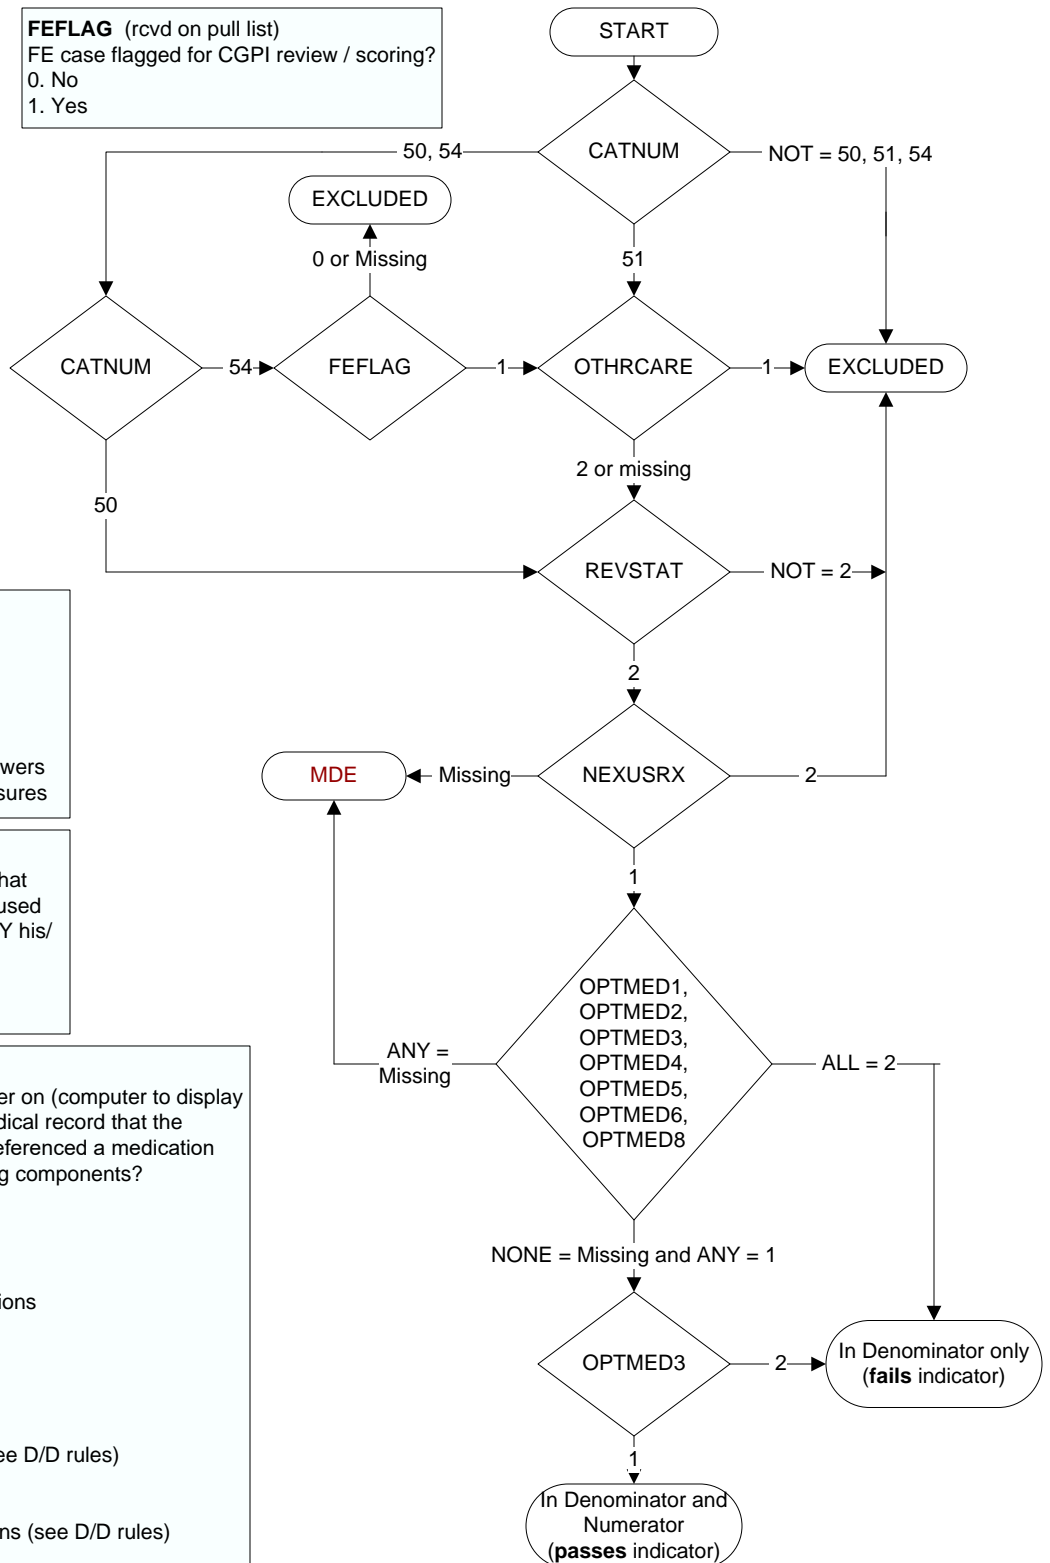 FEFLAG (rcvd on pull list)
FE case flagged for CGPI review / scoring?
0. No
1. Yes
START
CATNUM
50, 54
NOT = 50, 51, 54
EXCLUDED
0 or Missing
51
CATNUM
54
FEFLAG
1
OTHRCARE
1
EXCLUDED
2 or missing
50
REVSTAT
NOT = 2
2
MDE
Missing
NEXUSRX
2
1
OPTMED1,
OPTMED2,
OPTMED3,
OPTMED4,
OPTMED5,
OPTMED6,
OPTMED8
ANY =
Missing
ALL = 2
NONE = Missing and ANY = 1
OPTMED3
2
In Denominator only
(fails indicator)
1
In Denominator and
Numerator
(passes indicator)
wers
sures
hat
used
Y his/
er on (computer to display
dical record that the
eferenced a medication
g components?
ions
ee D/D rules)
ns (see D/D rules)